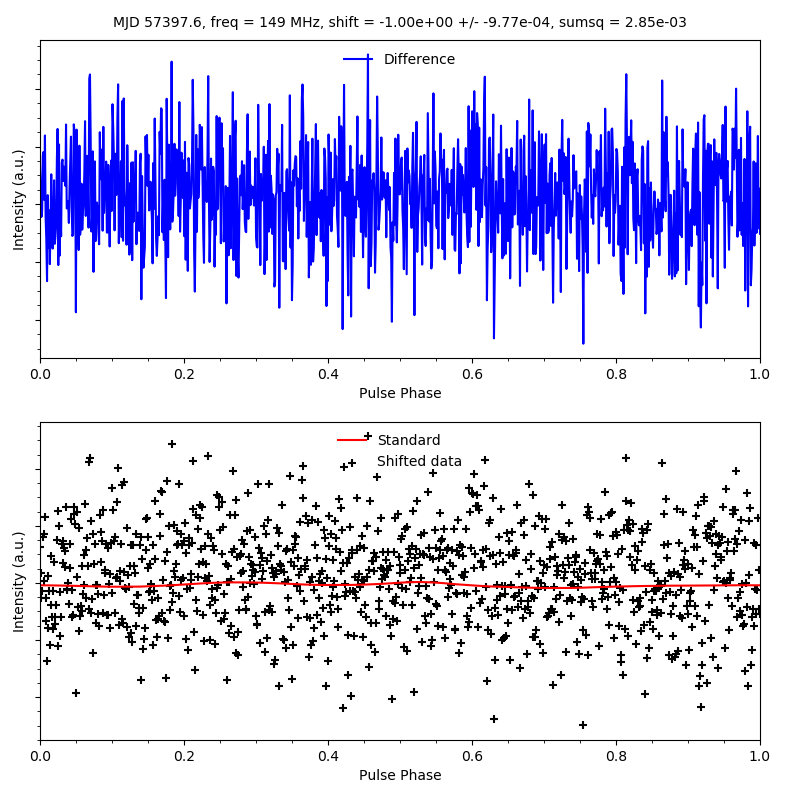 MJD 57397.6, freq = 149 MHz, shift = -1.00e+00 +/- -9.77e-04, sumsq = 2.85e-03
Difference
Intensity (a.u.)
0.0 0.2 0.4 0.6 0.8 1.0
Pulse Phase
Standard
Shifted data
Intensity (a.u.)
0.0 0.2 0.4 0.6 0.8 1.0
Pulse Phase